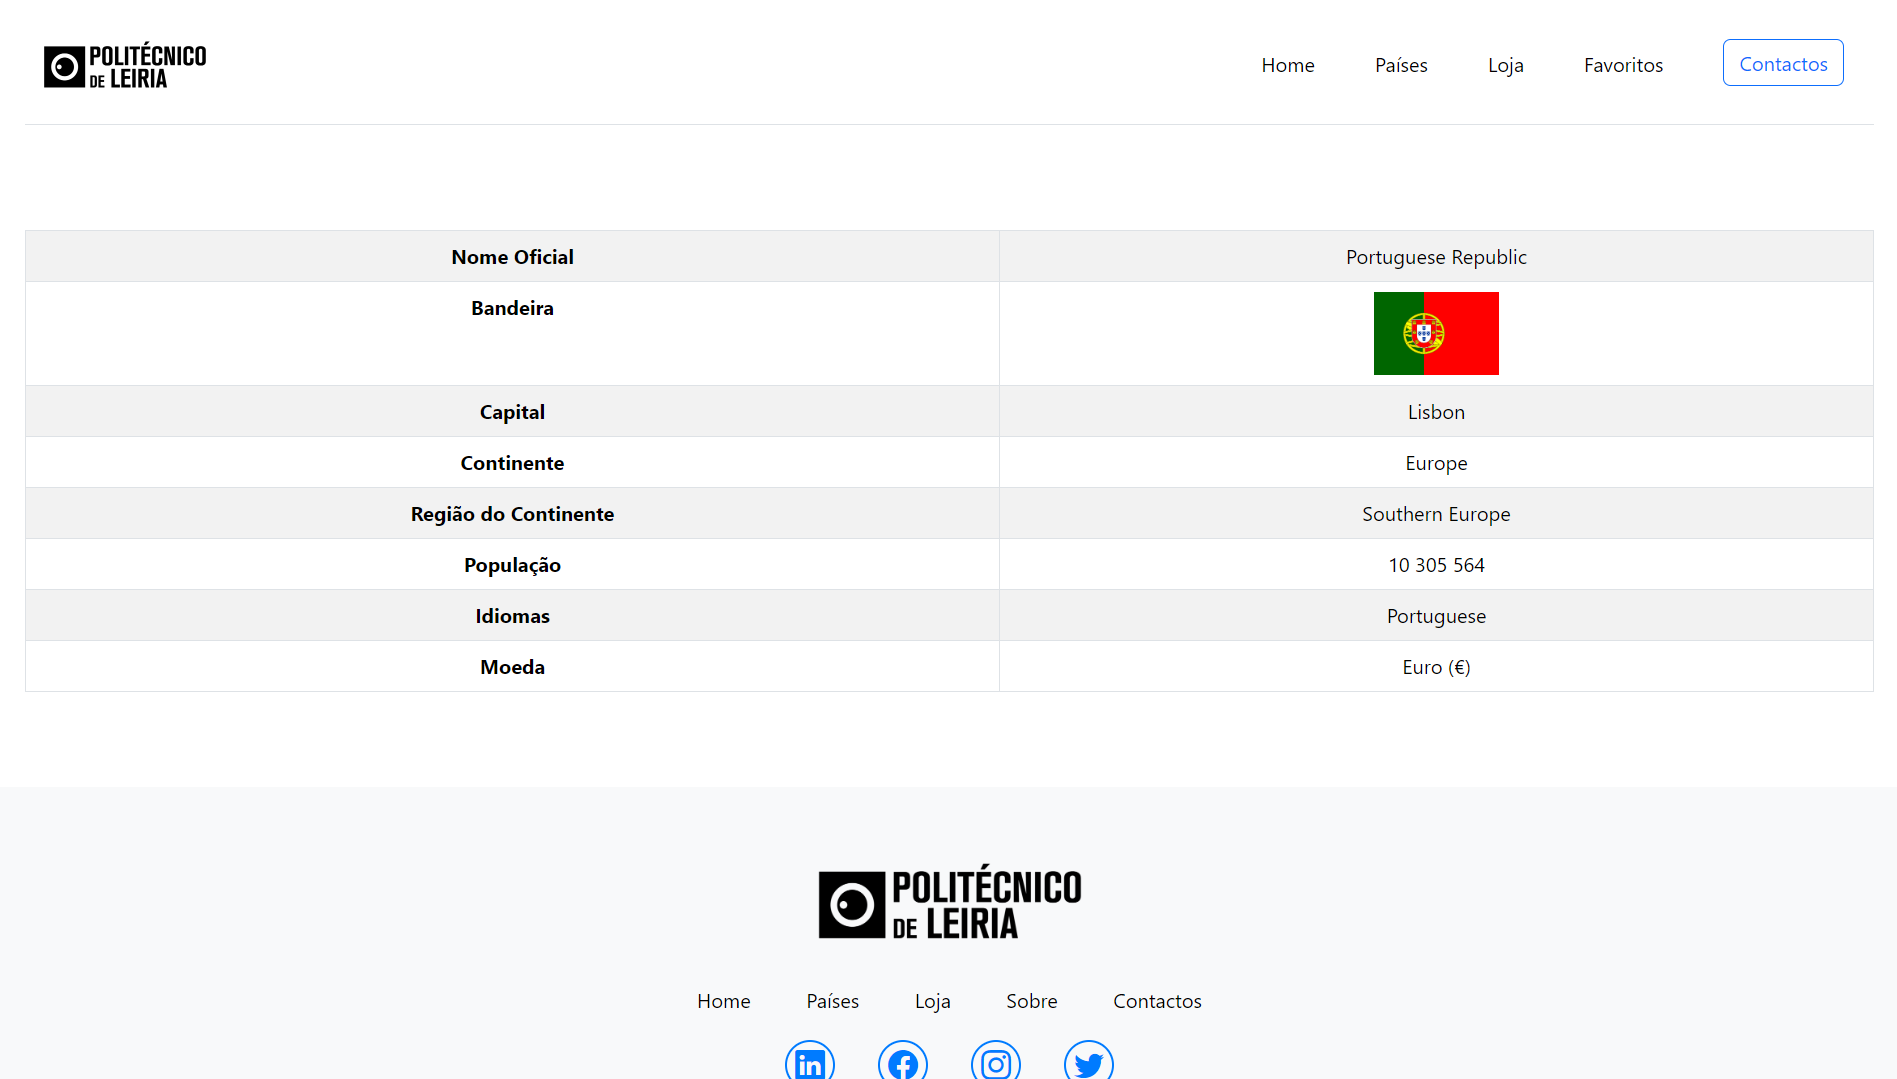 POLITÉCNICO
DE LEIRIA
Home Países Loja Favoritos Contactos
Nome Oficial Portuguese Republic
Bandeira
Capital Lisbon
Continente Europe
Região do Continente Southern Europe
População 10 305 564
Idiomas Portuguese
Moeda Euro (€)
POLITÉCNICO
DE LEIRIA
Home Países Loja Sobre Contactos